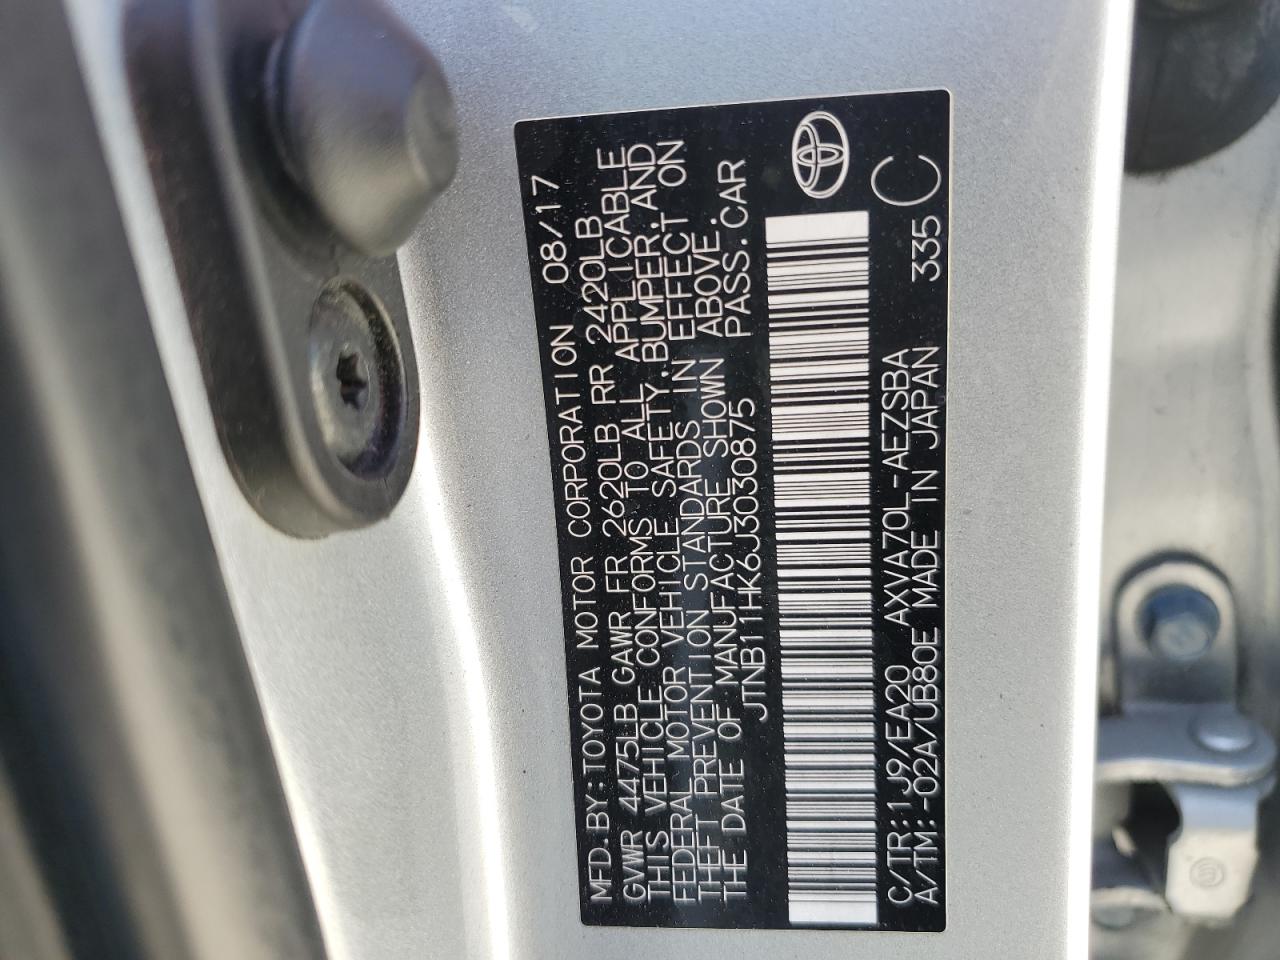 MFD.BY:TOYOTA MOTOR CORPORATION 08/17
GVWR 4475LB GAWR FR 2620LB RR 2420LB
THIS VEHICLE CONFORMS TO ALL APPLICABLE
FEDERAL MOTOR VEHICLE SAFETY,BUMPER,AND
THEFT PREVENTION STANDARDS IN EFFECT ON
THE DATE OF MANUFACTURE SHOWN ABOVE.
JTNB11HK6J3030875 PASS.CAR
C/TR:1J9/EA20 AXVA70L-AEZSBA 335 C
A/TM:-02A/UB80E MADE IN JAPAN